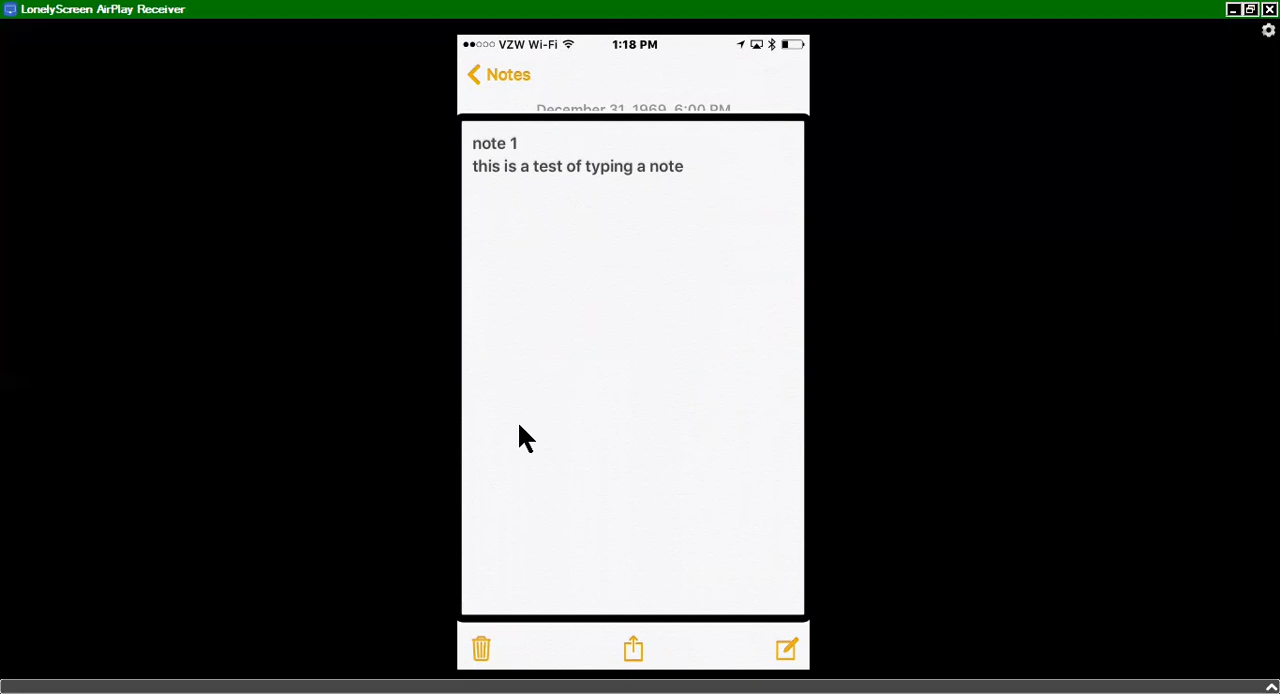 LonelyScreen AirPlay Receiver
VZW Wi-Fi 1:18 PM
Notes
December 31, 1969, 6:00 PM
note 1
this is a test of typing a note